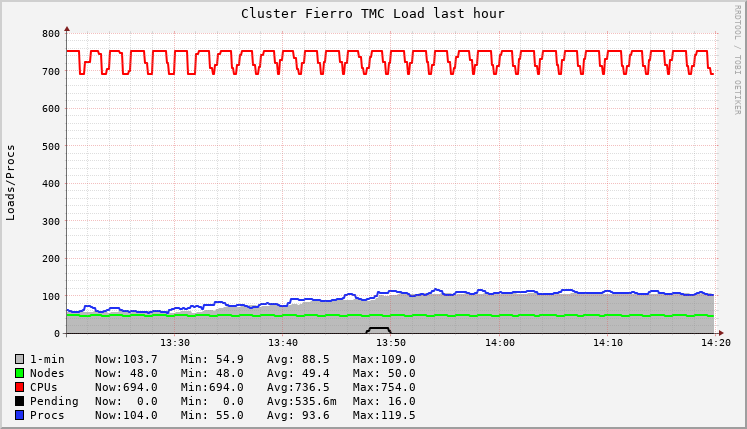 Cluster Fierro TMC Load last hour
RRDTOOL / TOBI OETIKER
Loads/Procs
800
700
600
500
400
300
200
100
0
13:30 13:40 13:50 14:00 14:10 14:20
1-min Now:103.7 Min: 54.9 Avg: 88.5 Max:109.0
Nodes Now: 48.0 Min: 48.0 Avg: 49.4 Max: 50.0
CPUs Now:694.0 Min:694.0 Avg:736.5 Max:754.0
Pending Now: 0.0 Min: 0.0 Avg:535.6m Max: 16.0
Procs Now:104.0 Min: 55.0 Avg: 93.6 Max:119.5